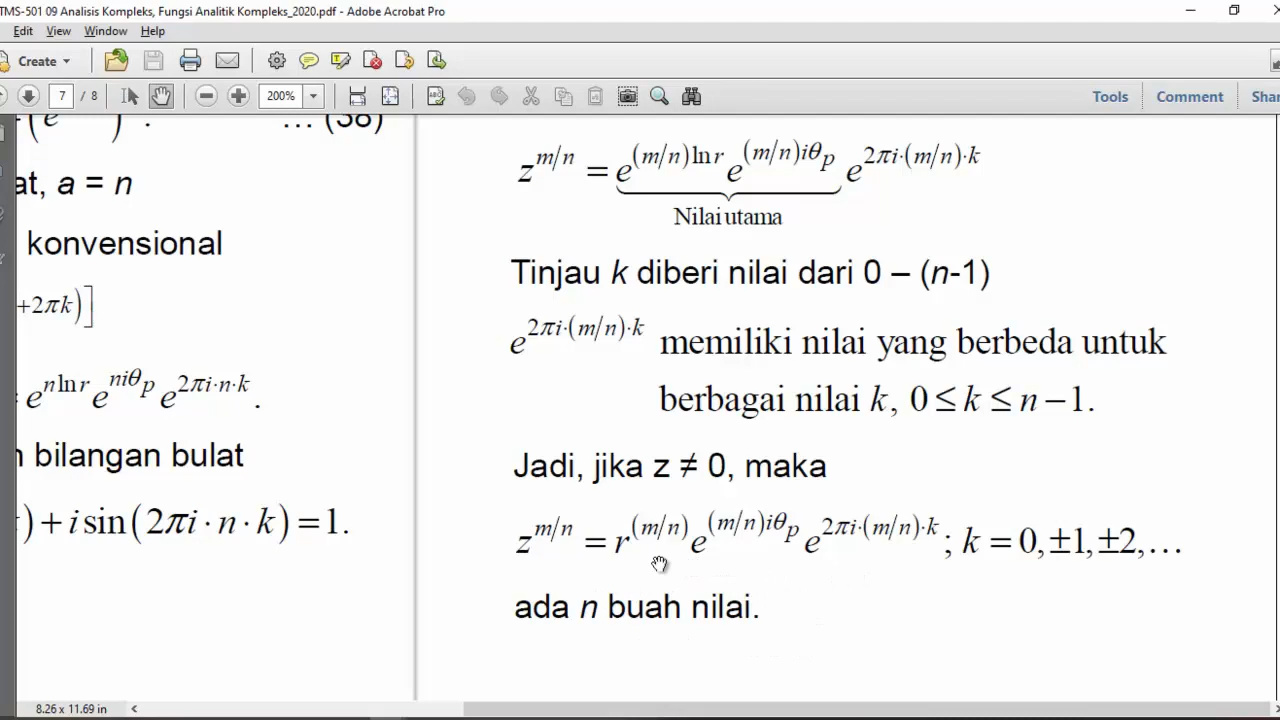 TMS-501 09 Analisis Kompleks, Fungsi Analitik Kompleks_2020.pdf - Adobe Acrobat Pro
Edit View Window Help
Create
7 / 8 200% Tools Comment Shar
(e ) . … (38)
at, a = n
konvensional
+2πk)]
e^{n ln r} e^{niθ_p} e^{2πi·n·k}.
n bilangan bulat
) + i sin(2πi · n · k) = 1.
z^{m/n} = e^{(m/n)ln r} e^{(m/n)iθ_p} e^{2πi·(m/n)·k}
Nilai utama
Tinjau k diberi nilai dari 0 – (n-1)
e^{2πi·(m/n)·k} memiliki nilai yang berbeda untuk
berbagai nilai k, 0 ≤ k ≤ n − 1.
Jadi, jika z ≠ 0, maka
z^{m/n} = r^{(m/n)} e^{(m/n)iθ_p} e^{2πi·(m/n)·k}; k = 0, ±1, ±2, …
ada n buah nilai.
8.26 x 11.69 in